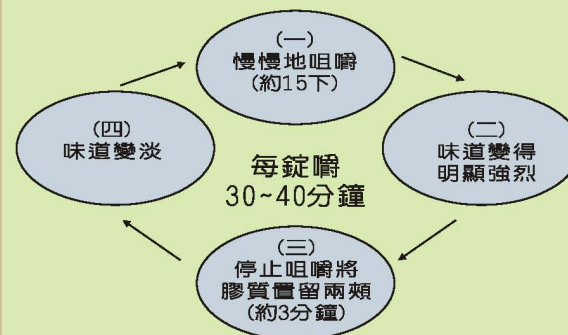 (一)
慢慢地咀嚼
(約15下)
(二)
味道變得
明顯強烈
(三)
停止咀嚼將
膠質置留兩頰
(約3分鐘)
(四)
味道變淡
每錠嚼
30~40分鐘